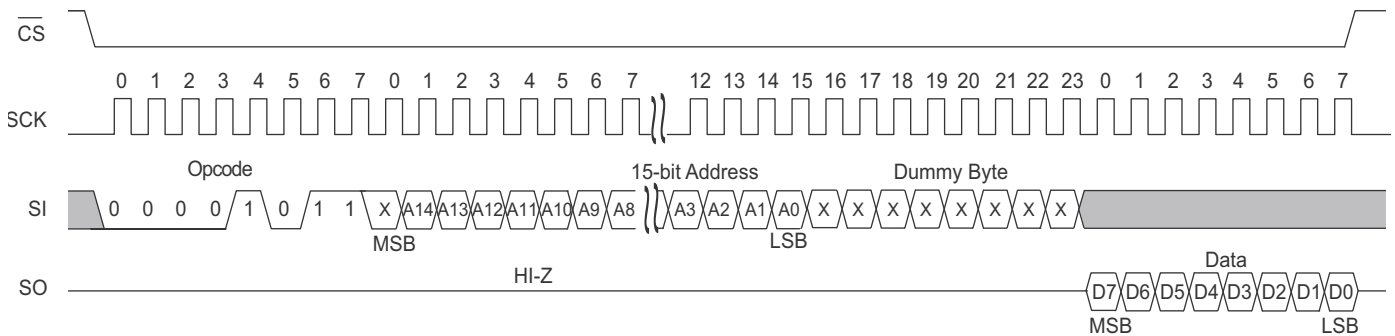 CS
0 1 2 3 4 5 6 7 0 1 2 3 4 5 6 7 12 13 14 15 16 17 18 19 20 21 22 23 0 1 2 3 4 5 6 7
SCK
Opcode 15-bit Address Dummy Byte
SI 0 0 0 0 1 0 1 1 X A14 A13 A12 A11 A10 A9 A8 A3 A2 A1 A0 X X X X X X X X
MSB LSB
HI-Z Data
SO D7 D6 D5 D4 D3 D2 D1 D0
MSB LSB